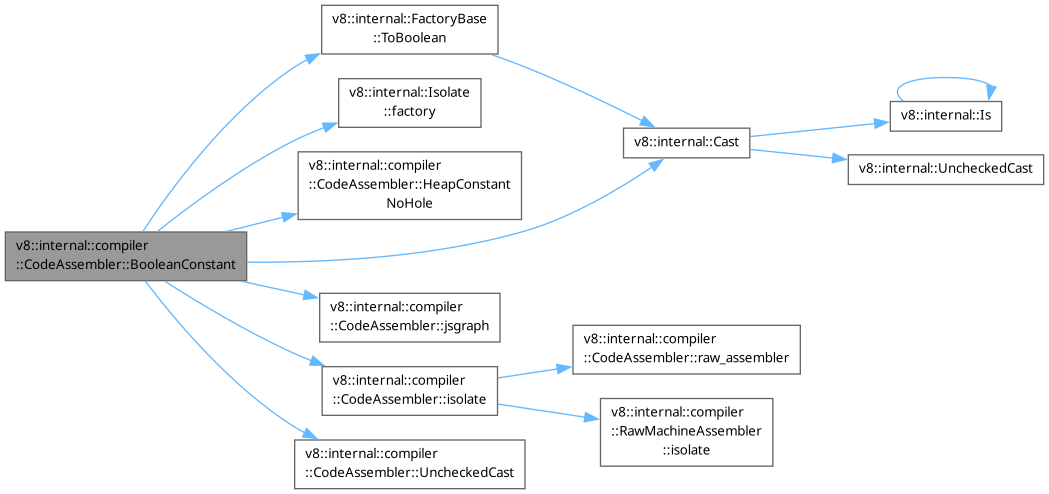 v8::internal::FactoryBase
::ToBoolean
v8::internal::Isolate
::factory
v8::internal::Is
v8::internal::Cast
v8::internal::UncheckedCast
v8::internal::compiler
::CodeAssembler::HeapConstant
NoHole
v8::internal::compiler
::CodeAssembler::BooleanConstant
v8::internal::compiler
::CodeAssembler::jsgraph
v8::internal::compiler
::CodeAssembler::raw_assembler
v8::internal::compiler
::CodeAssembler::isolate
v8::internal::compiler
::RawMachineAssembler
::isolate
v8::internal::compiler
::CodeAssembler::UncheckedCast